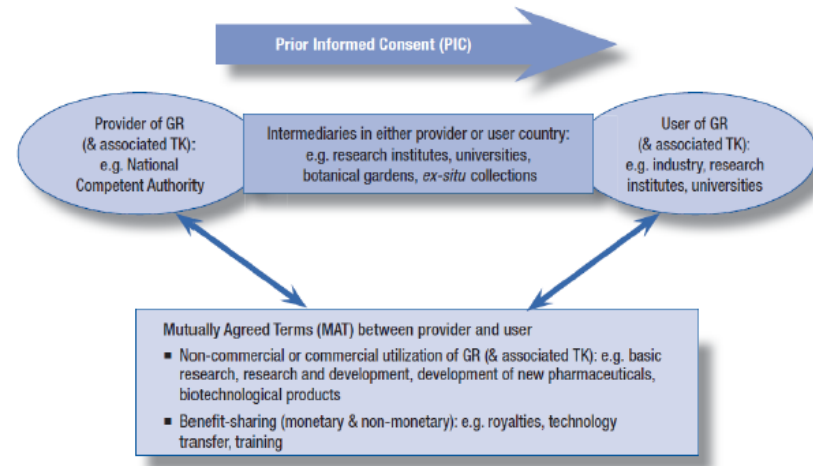 Prior Informed Consent (PIC)
Provider of GR
(& associated TK):
e.g. National
Competent Authority
Intermediaries in either provider or user country:
e.g. research institutes, universities,
botanical gardens, ex-situ collections
User of GR
(& associated TK):
e.g. industry, research
institutes, universities
Mutually Agreed Terms (MAT) between provider and user
▪ Non-commercial or commercial utilization of GR (& associated TK): e.g. basic
research, research and development, development of new pharmaceuticals,
biotechnological products
▪ Benefit-sharing (monetary & non-monetary): e.g. royalties, technology
transfer, training